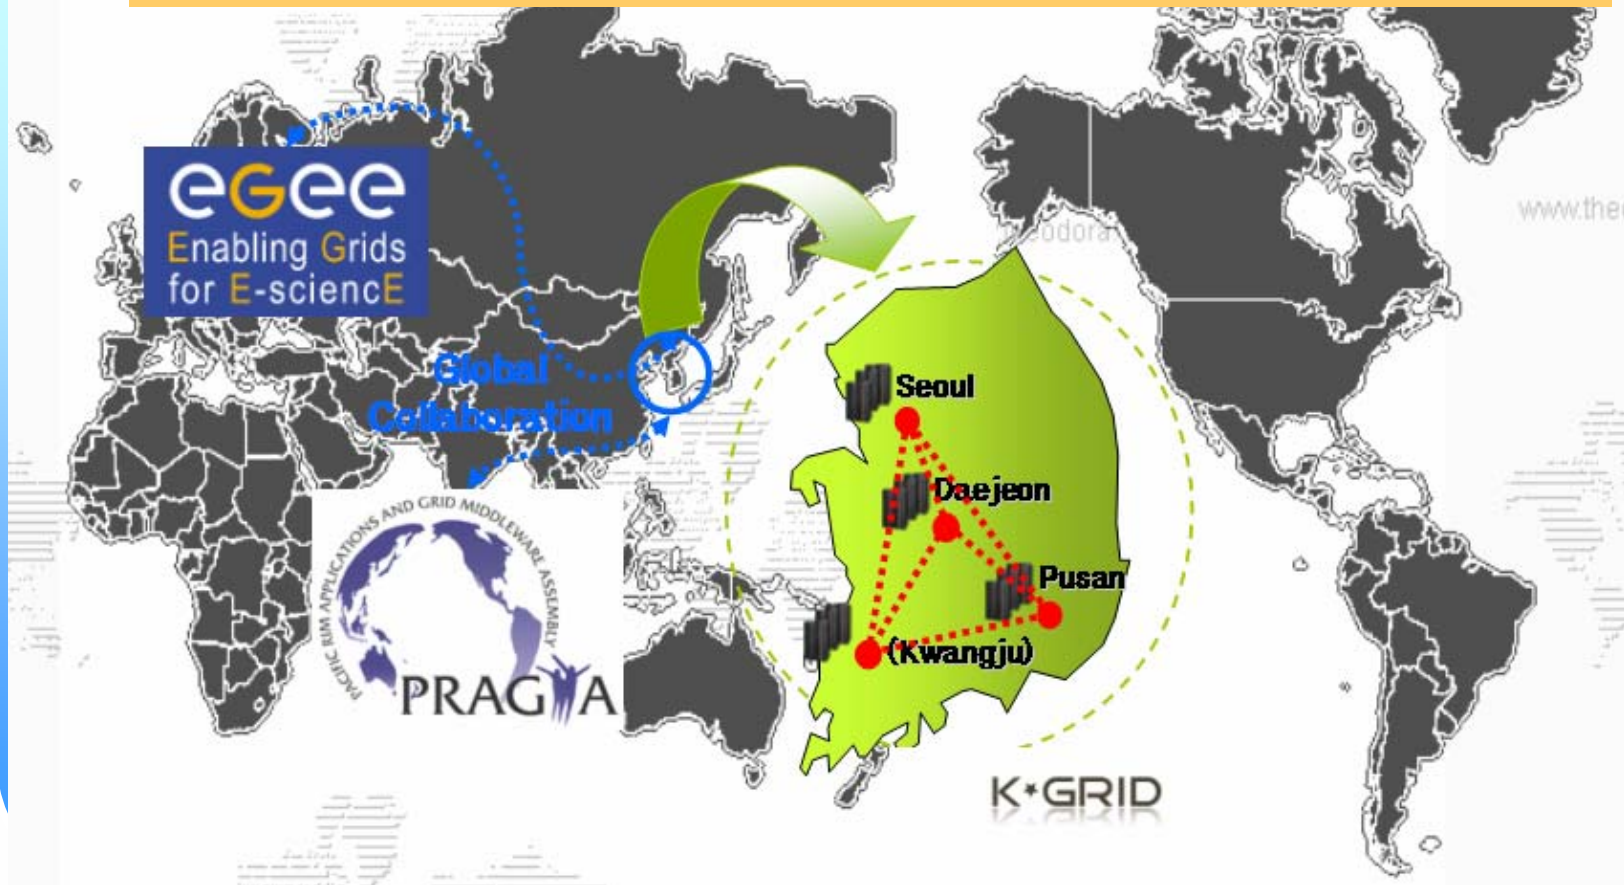 eGee
Enabling Grids
for E-sciencE
Global
Collaboration
PACIFIC RIM APPLICATIONS AND GRID MIDDLEWARE ASSEMBLY
PRAGMA
Seoul
Daejeon
Pusan
(Kwangju)
K*GRID